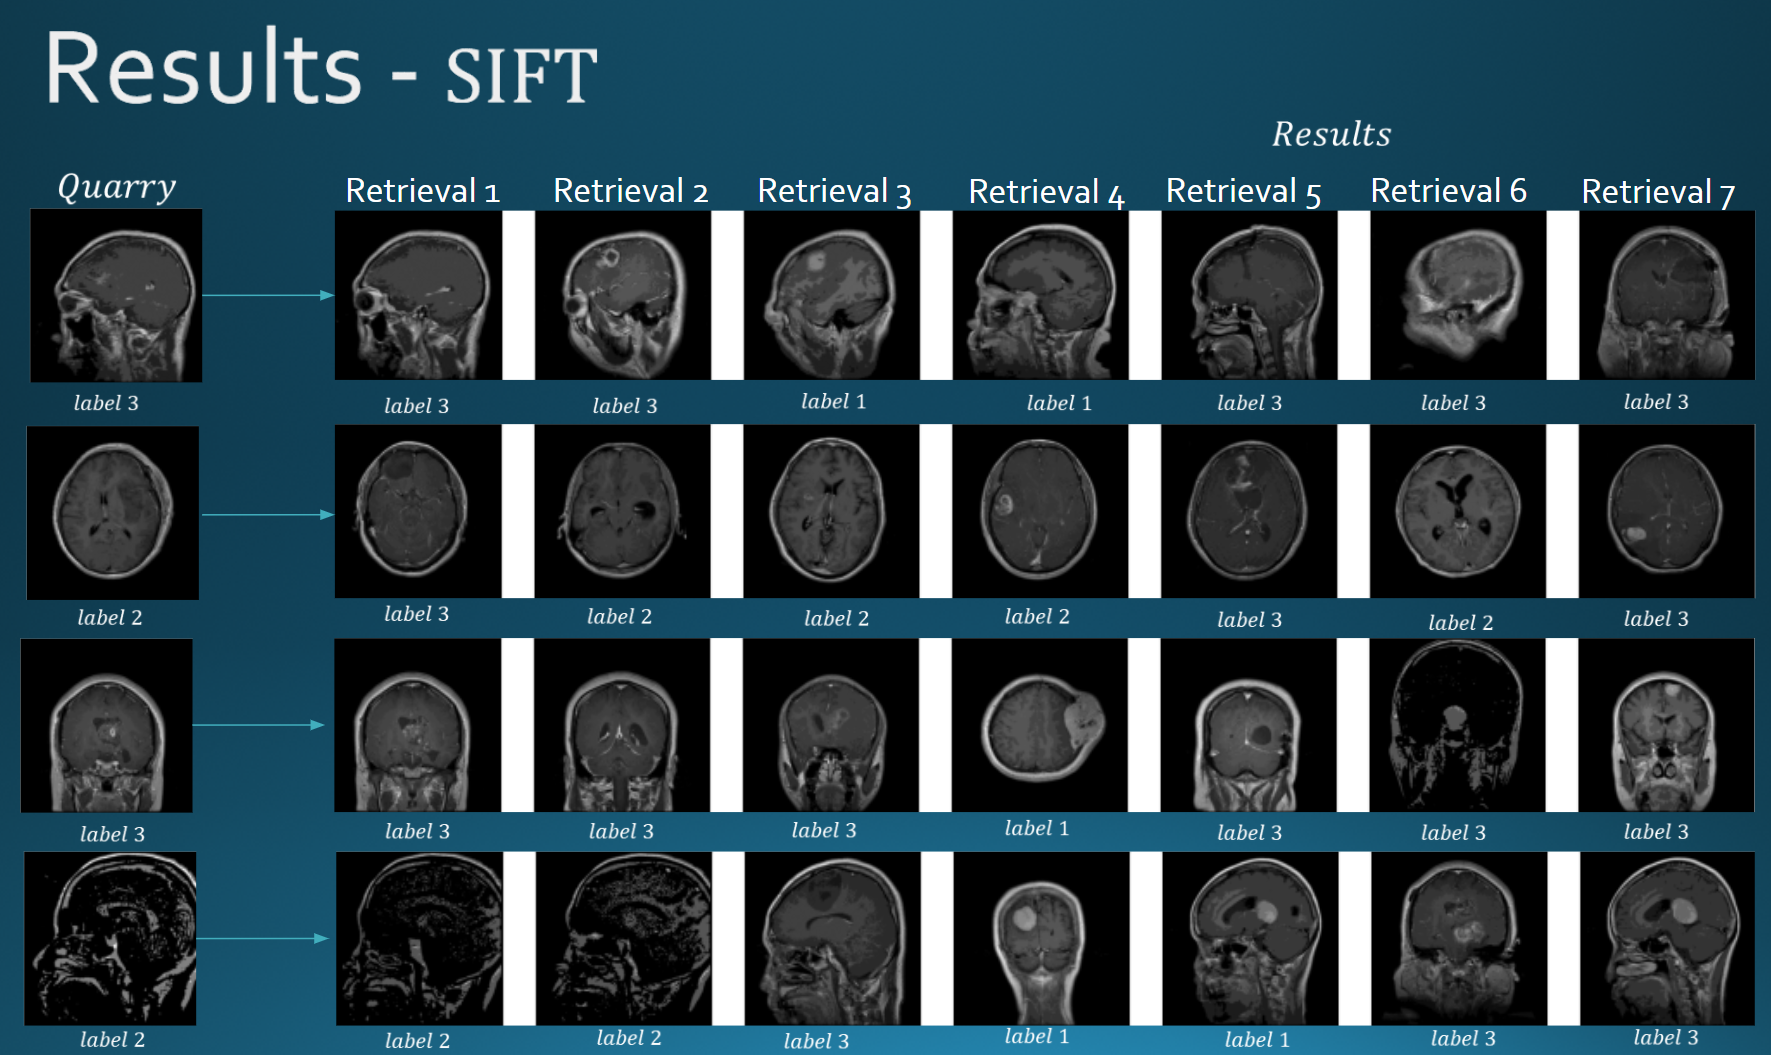 Results - SIFT
Results
Quarry
Retrieval 1 Retrieval 2 Retrieval 3 Retrieval 4 Retrieval 5 Retrieval 6 Retrieval 7
label 3 label 3 label 3 label 1 label 1 label 3 label 3 label 3
label 2 label 3 label 2 label 2 label 2 label 3 label 2 label 3
label 3 label 3 label 3 label 3 label 1 label 3 label 3 label 3
label 2 label 2 label 2 label 3 label 1 label 1 label 3 label 3